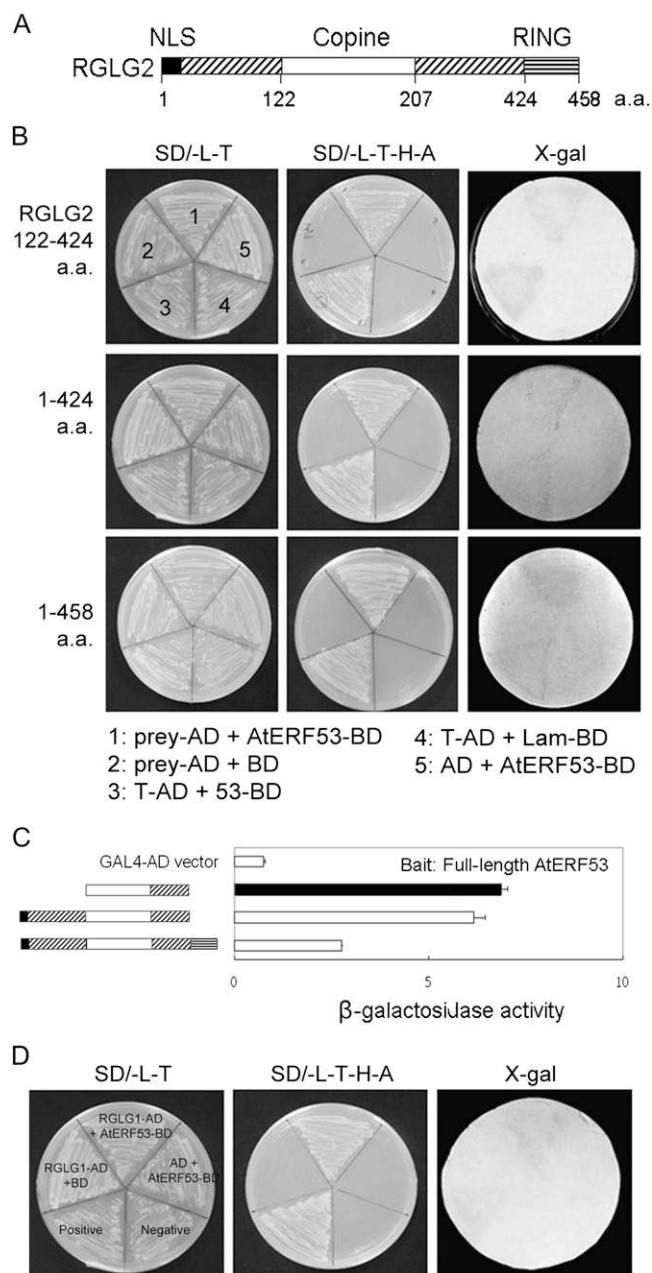 A
NLS Copine RING
RGLG2
1 122 207 424 458 a.a.
B
SD/-L-T SD/-L-T-H-A X-gal
RGLG2
122-424
a.a.
1
2 5
3 4
1-424
a.a.
1-458
a.a.
1: prey-AD + AtERF53-BD 4: T-AD + Lam-BD
2: prey-AD + BD 5: AD + AtERF53-BD
3: T-AD + 53-BD
C
GAL4-AD vector Bait: Full-length AtERF53
0 5 10
β-galactosidase activity
D
SD/-L-T SD/-L-T-H-A X-gal
RGLG1-AD
+ AtERF53-BD
RGLG1-AD
+BD
AD +
AtERF53-BD
Positive Negative